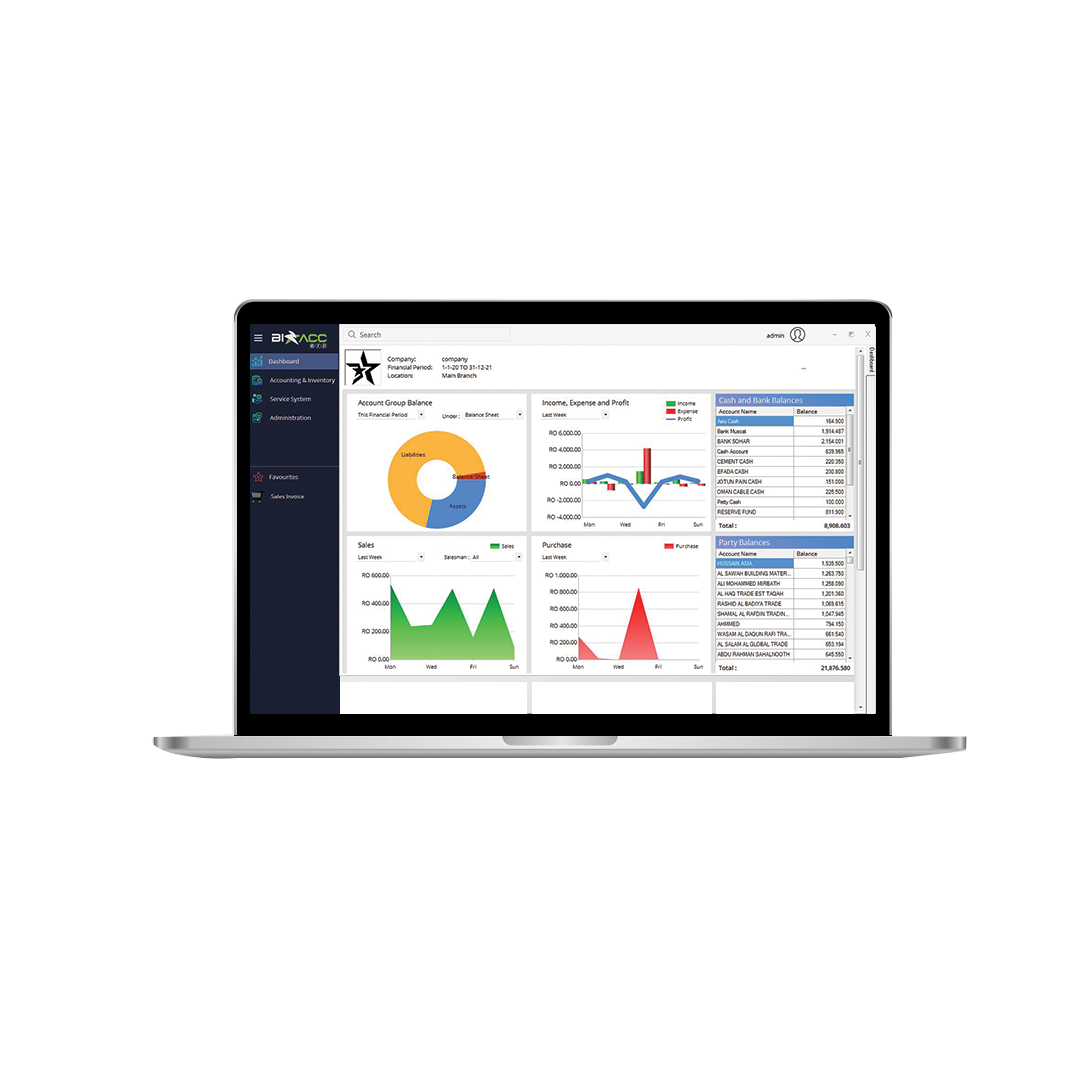 BIZACC
Search
admin
Dashboard
Dashboard
Accounting & Inventory
Service System
Administration
Favourites
Sales Invoice
Company: company
Financial Period: 1-1-20 TO 31-12-21
Location: Main Branch
Account Group Balance
This Financial Period Under : Balance Sheet
Liabilities
Balance Sheet
Assets
Income, Expense and Profit
Last Week
Income
Expense
Profit
RO 6,000.00
RO 4,000.00
RO 2,000.00
RO 0.00
RO -2,000.00
RO -4,000.00
Mon Wed Fri Sun
Cash and Bank Balances
Account Name Balance
Asia Cash 164.900
Bank Muscat 1,914.487
BANK SOHAR 2,154.001
Cash Account 639.965
CEMENT CASH 220.350
EFADA CASH 230.800
JOTUN PAIN CASH 151.000
OMAN CABLE CASH 225.500
Petty Cash 100.000
RESERVE FUND 811.900
Total : 8,908.603
Sales
Sales
Last Week Salesman : All
RO 600.00
RO 400.00
RO 200.00
RO 0.00
Mon Wed Fri Sun
Purchase
Purchase
Last Week
RO 1,000.00
RO 800.00
RO 600.00
RO 400.00
RO 200.00
RO 0.00
Mon Wed Fri Sun
Party Balances
Account Name Balance
HUSSAIN ASIA 1,535.500
AL SAWAH BUILDING MATER... 1,263.750
ALI MOHAMMED MIRBATH 1,258.090
AL HAQ TRADE EST TAQAH 1,201.360
RASHID AL BADIYA TRADE 1,069.615
SHAMAL AL RAFDIN TRADIN... 1,047.945
AHMMED 794.150
WASAM AL DAQUN RAFI TRA... 661.540
AL SALAM AL GLOBAL TRADE 653.194
ABDU RAHMAN SAHALNOOTH 645.550
Total : 21,876.580